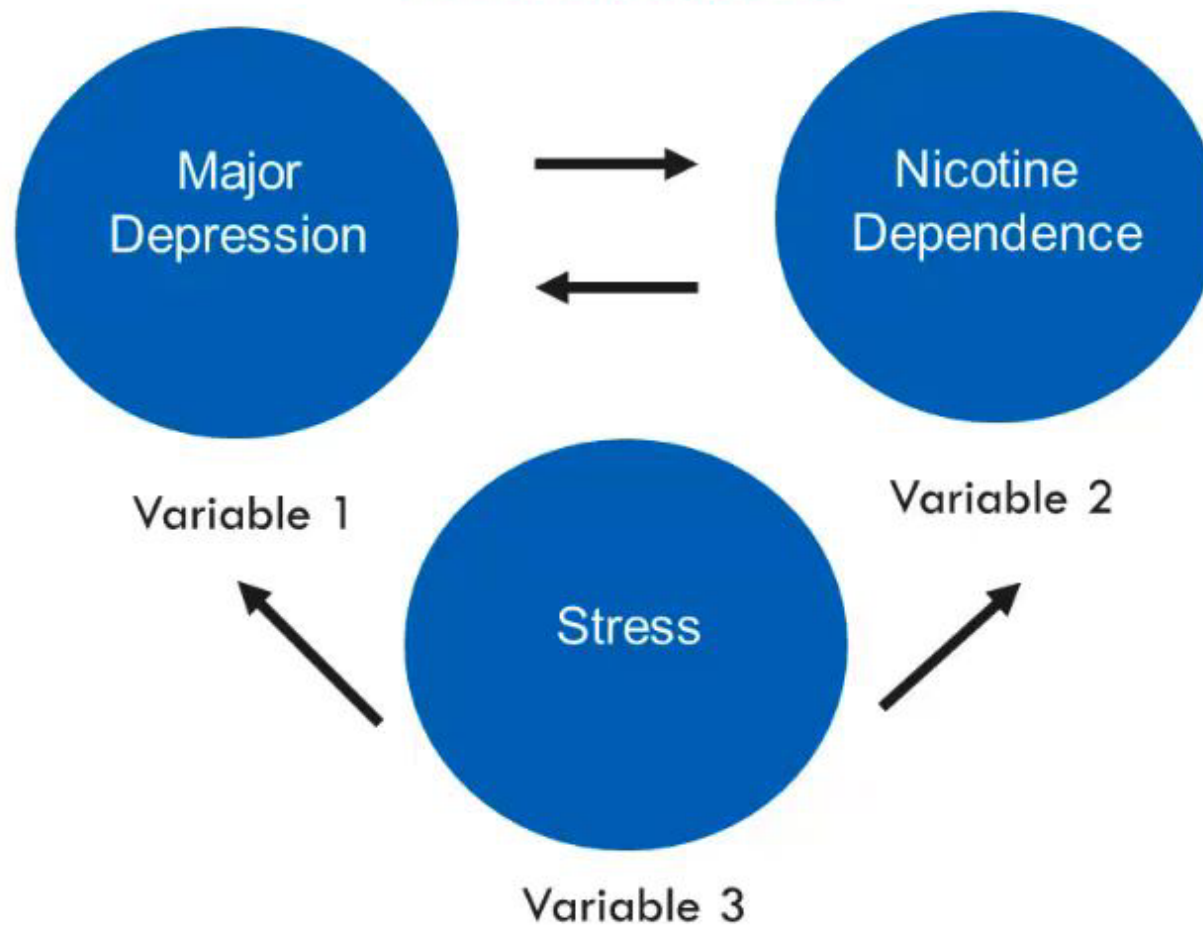 Major
Depression
Nicotine
Dependence
Variable 1
Variable 2
Stress
Variable 3